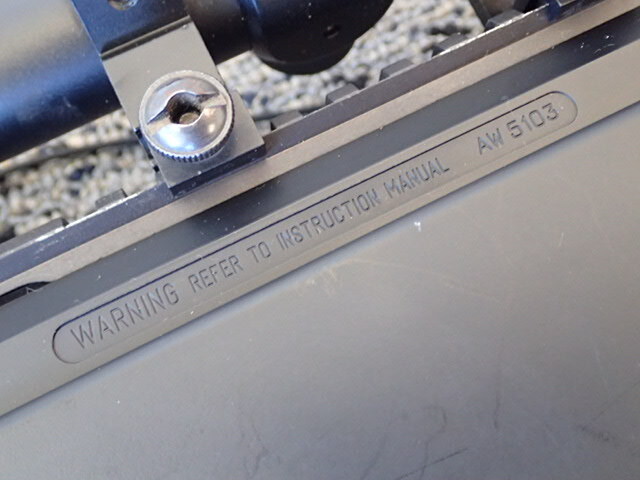 WARNING REFER TO INSTRUCTION MANUAL AW 5103